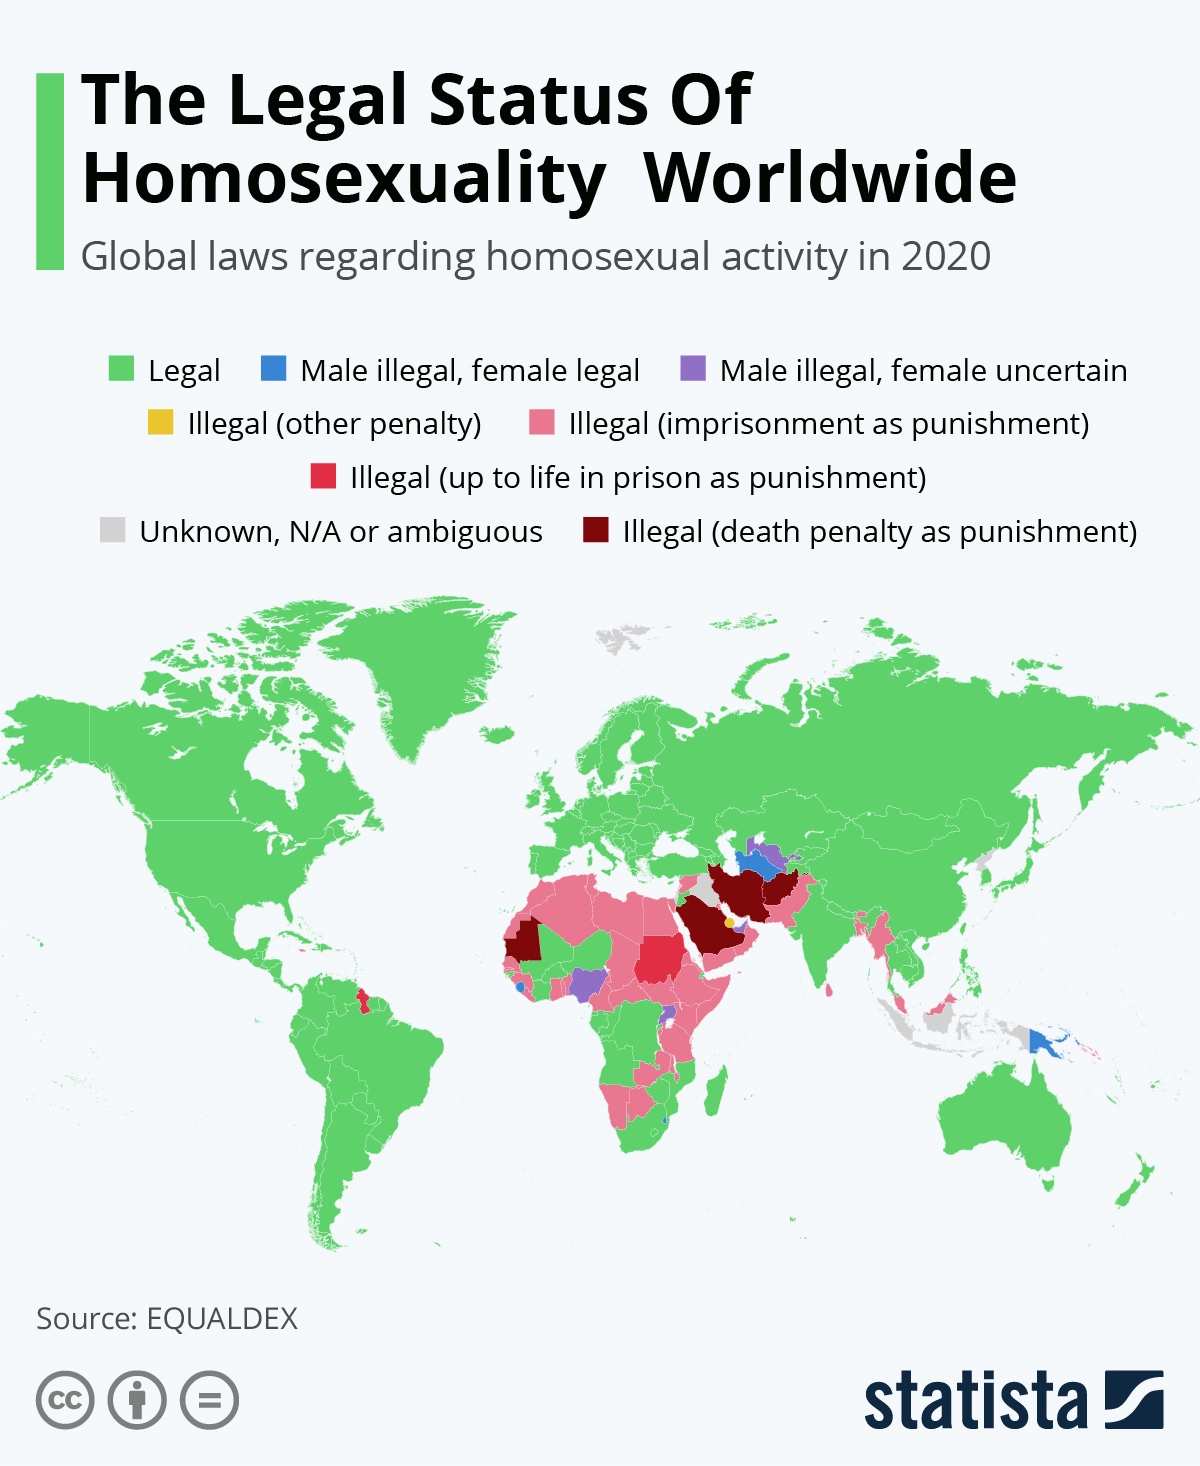 The Legal Status Of
Homosexuality Worldwide
Global laws regarding homosexual activity in 2020
Legal
Male illegal, female legal
Male illegal, female uncertain
Illegal (other penalty)
Illegal (imprisonment as punishment)
Illegal (up to life in prison as punishment)
Unknown, N/A or ambiguous
Illegal (death penalty as punishment)
Source: EQUALDEX
cc
=
statista